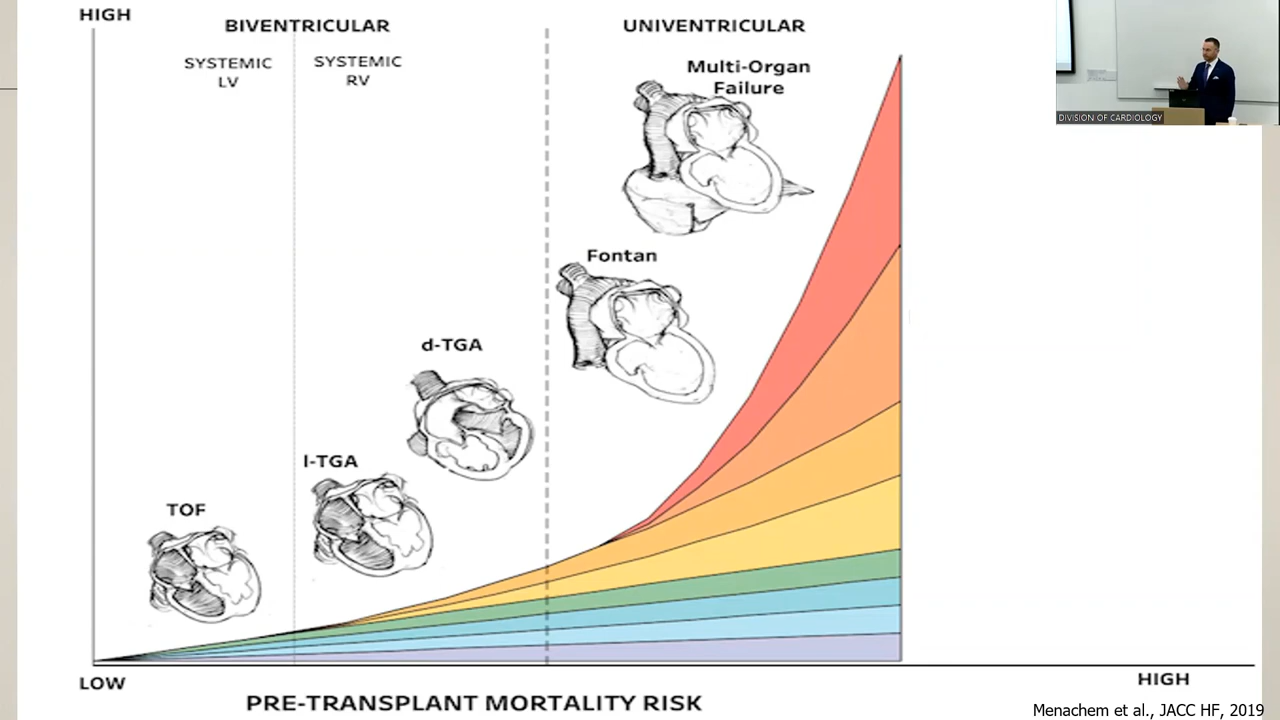 HIGH
BIVENTRICULAR
UNIVENTRICULAR
SYSTEMIC
LV
SYSTEMIC
RV
Multi-Organ
Failure
DIVISION OF CARDIOLOGY
Fontan
d-TGA
l-TGA
TOF
LOW
HIGH
PRE-TRANSPLANT MORTALITY RISK
Menachem et al., JACC HF, 2019